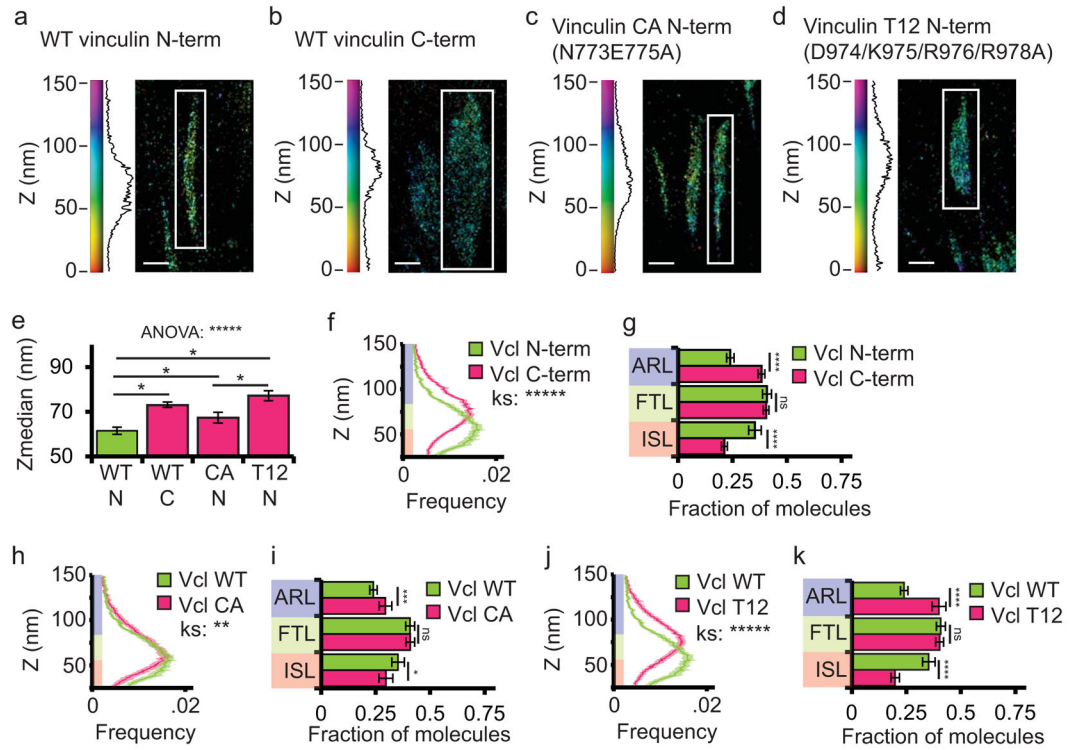 a
WT vinculin N-term
150
100
50
0
Z (nm)
b
WT vinculin C-term
150
100
50
0
Z (nm)
c
Vinculin CA N-term
(N773E775A)
150
100
50
0
Z (nm)
d
Vinculin T12 N-term
(D974/K975/R976/R978A)
150
100
50
0
Z (nm)
e
ANOVA: *****
Zmedian (nm)
90
70
50
*
*
*
*
WT WT CA T12
N C N N
f
Vcl N-term
Vcl C-term
ks: *****
Z (nm)
150
100
50
0 .02
Frequency
g
Vcl N-term
Vcl C-term
ARL
FTL
ISL
****
ns
****
0 0.25 0.50 0.75
Fraction of molecules
h
Vcl WT
Vcl CA
ks: **
Z (nm)
150
100
50
0 .02
Frequency
i
Vcl WT
Vcl CA
ARL
FTL
ISL
***
ns
*
0 0.25 0.50 0.75
Fraction of molecules
j
Vcl WT
Vcl T12
ks: *****
Z (nm)
150
100
50
0 .02
Frequency
k
Vcl WT
Vcl T12
ARL
FTL
ISL
****
ns
****
0 0.25 0.50 0.75
Fraction of molecules